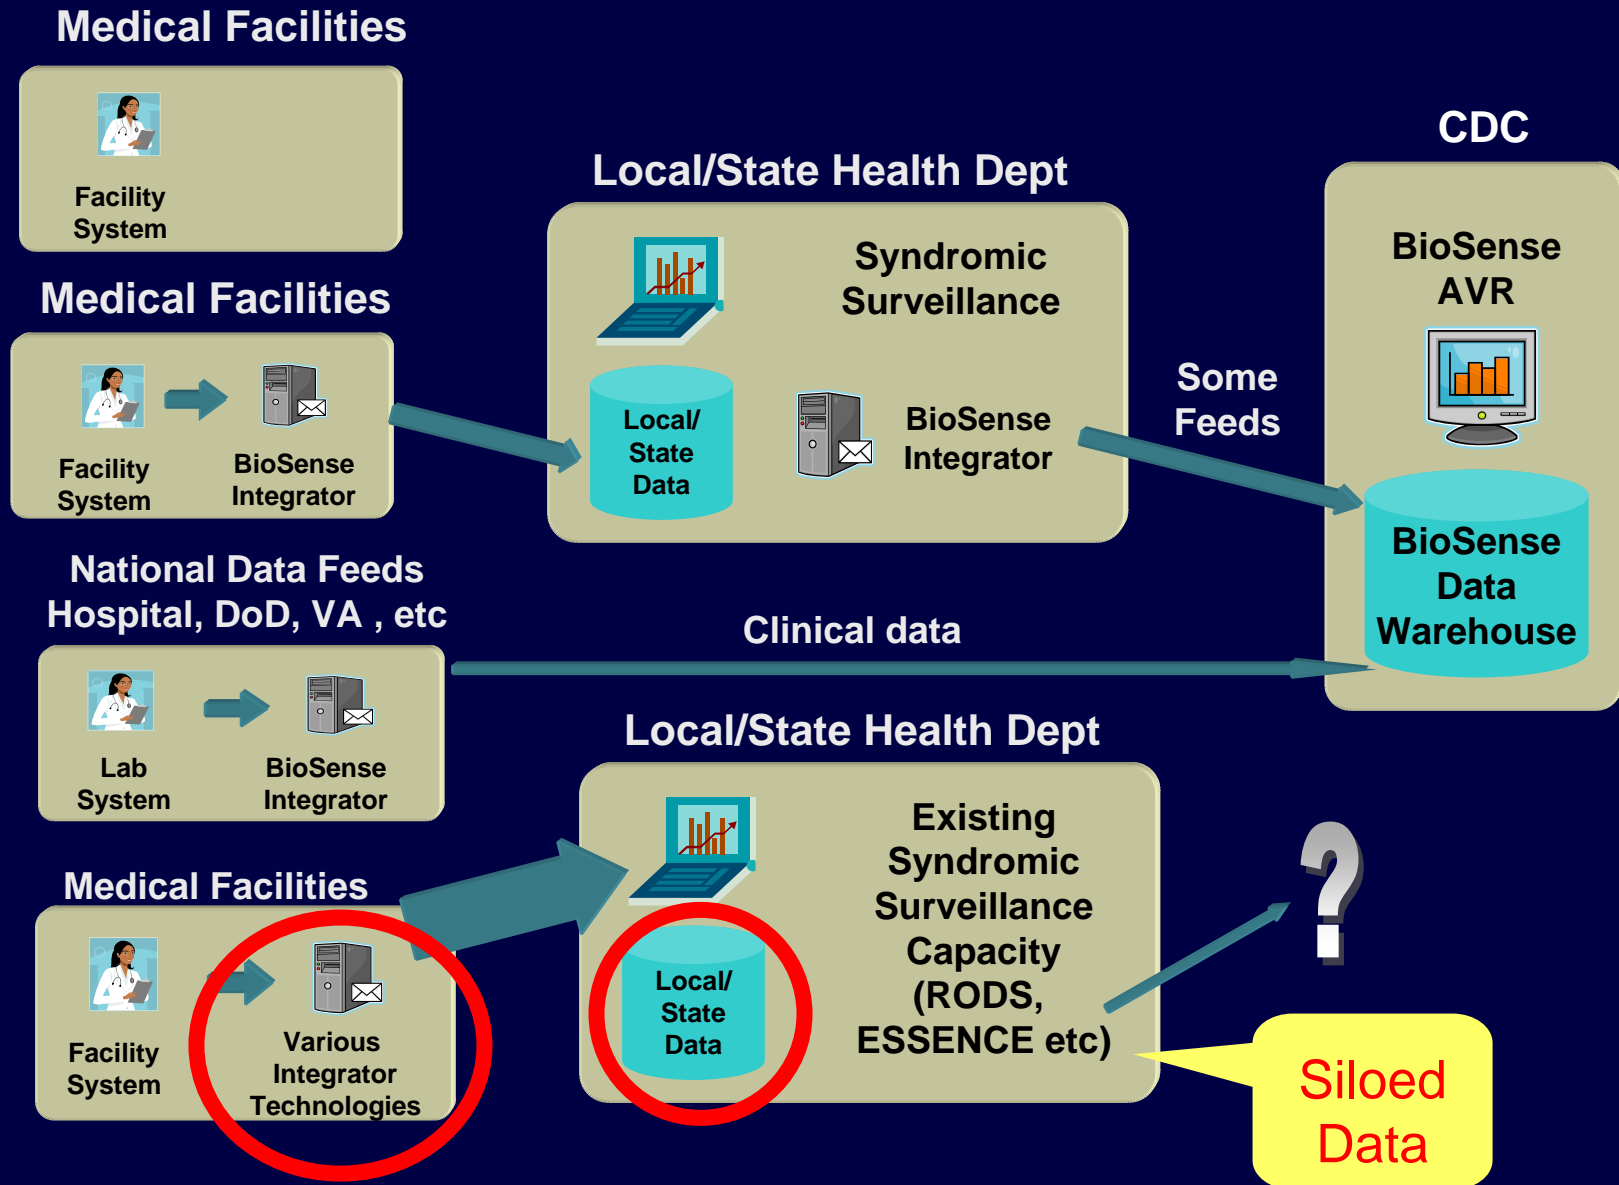 Medical Facilities
Facility
System
Medical Facilities
Facility
System
BioSense
Integrator
National Data Feeds
Hospital, DoD, VA , etc
Lab
System
BioSense
Integrator
Medical Facilities
Facility
System
Various
Integrator
Technologies
Local/State Health Dept
Syndromic
Surveillance
Local/
State
Data
BioSense
Integrator
Some
Feeds
Clinical data
Local/State Health Dept
Local/
State
Data
Existing
Syndromic
Surveillance
Capacity
(RODS,
ESSENCE etc)
CDC
BioSense
AVR
BioSense
Data
Warehouse
?
Siloed
Data